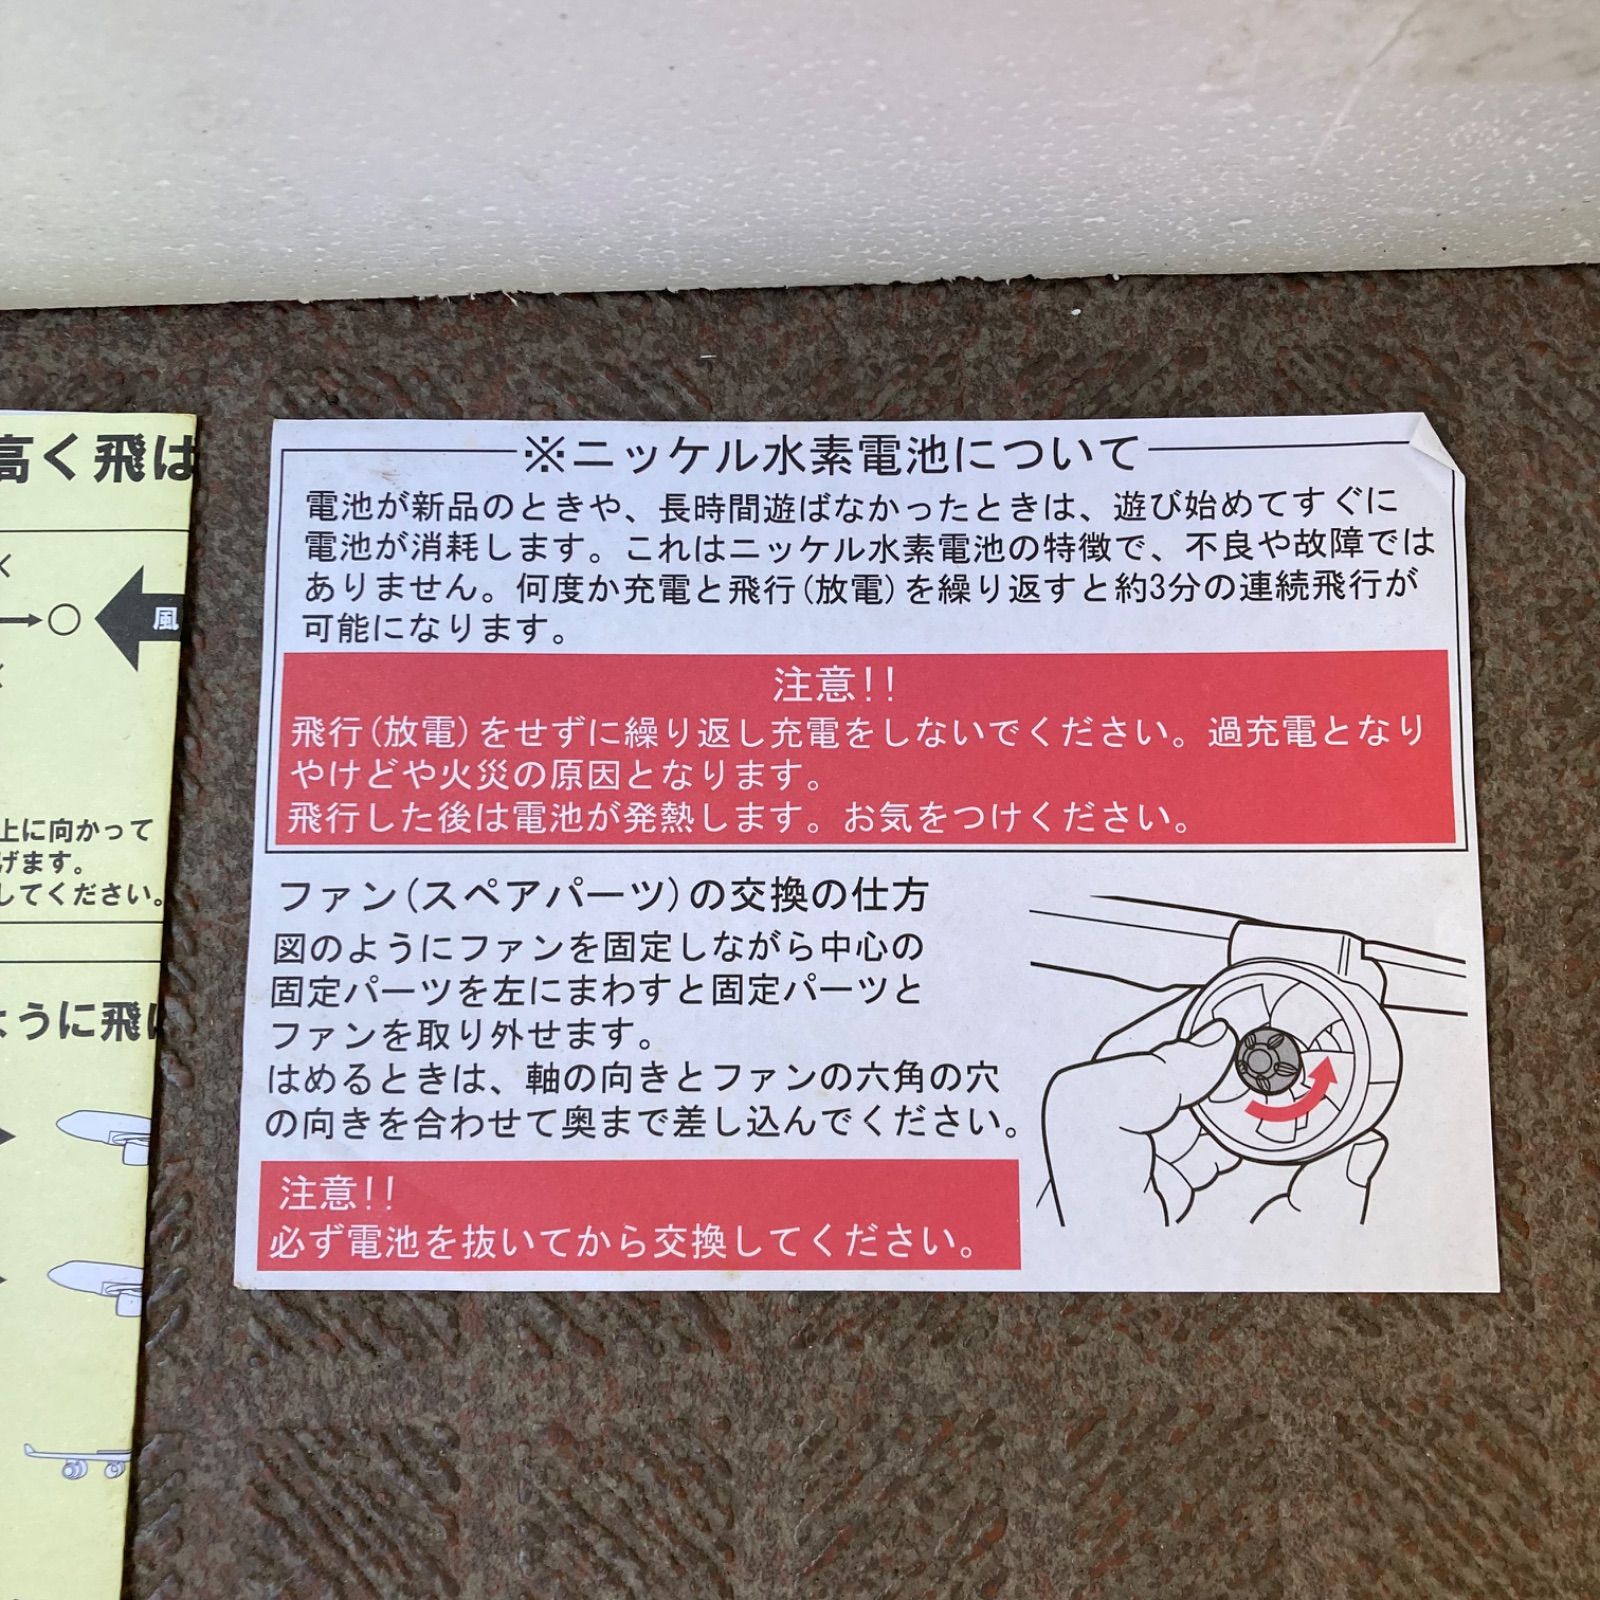 高く飛ば
風
上に向かって
げます。
してください。
ように飛
※ニッケル水素電池について
電池が新品のときや、長時間遊ばなかったときは、遊び始めてすぐに
電池が消耗します。これはニッケル水素電池の特徴で、不良や故障では
ありません。何度か充電と飛行(放電)を繰り返すと約3分の連続飛行が
可能になります。
注意!!
飛行(放電)をせずに繰り返し充電をしないでください。過充電となり
やけどや火災の原因となります。
飛行した後は電池が発熱します。お気をつけください。
ファン(スペアパーツ)の交換の仕方
図のようにファンを固定しながら中心の
固定パーツを左にまわすと固定パーツと
ファンを取り外せます。
はめるときは、軸の向きとファンの六角の穴
の向きを合わせて奥まで差し込んでください。
注意!!
必ず電池を抜いてから交換してください。